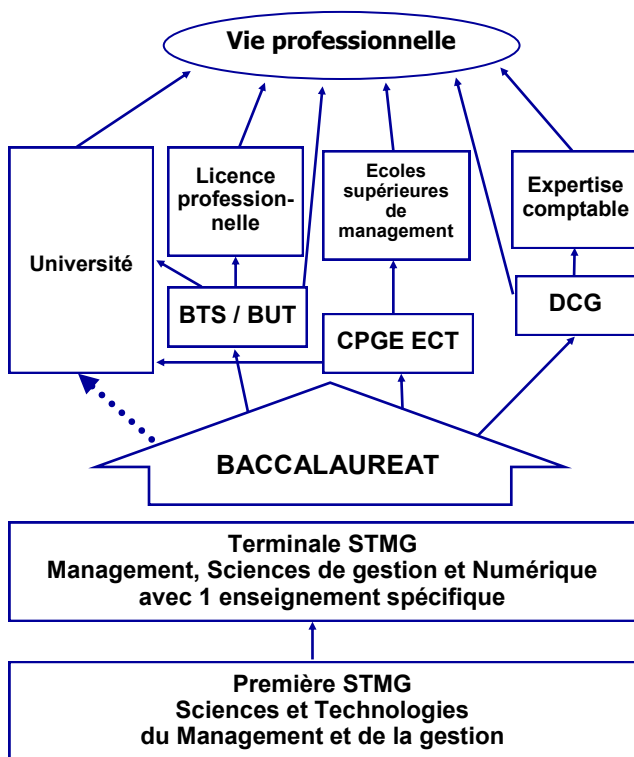 Vie professionnelle
Licence
profession-
nelle
Ecoles
supérieures
de
management
Expertise
comptable
Université
BTS / BUT
CPGE ECT
DCG
BACCALAUREAT
Terminale STMG
Management, Sciences de gestion et Numérique
avec 1 enseignement spécifique
Première STMG
Sciences et Technologies
du Management et de la gestion